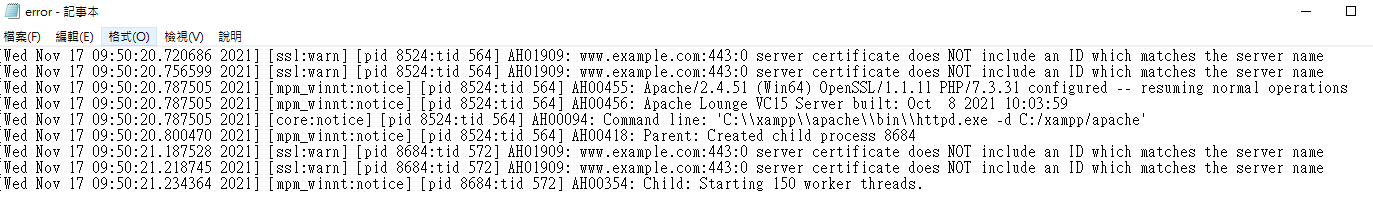 error - 記事本
檔案(F) 編輯(E) 格式(O) 檢視(V) 說明
[Wed Nov 17 09:50:20.720686 2021] [ssl:warn] [pid 8524:tid 564] AH01909: www.example.com:443:0 server certificate does NOT include an ID which matches the server name
[Wed Nov 17 09:50:20.756599 2021] [ssl:warn] [pid 8524:tid 564] AH01909: www.example.com:443:0 server certificate does NOT include an ID which matches the server name
[Wed Nov 17 09:50:20.787505 2021] [mpm_winnt:notice] [pid 8524:tid 564] AH00455: Apache/2.4.51 (Win64) OpenSSL/1.1.1l PHP/7.3.31 configured -- resuming normal operations
[Wed Nov 17 09:50:20.787505 2021] [mpm_winnt:notice] [pid 8524:tid 564] AH00456: Apache Lounge VC15 Server built: Oct  8 2021 10:03:59
[Wed Nov 17 09:50:20.787505 2021] [core:notice] [pid 8524:tid 564] AH00094: Command line: 'C:\\xampp\\apache\\bin\\httpd.exe -d C:/xampp/apache'
[Wed Nov 17 09:50:20.800470 2021] [mpm_winnt:notice] [pid 8524:tid 564] AH00418: Parent: Created child process 8684
[Wed Nov 17 09:50:21.187528 2021] [ssl:warn] [pid 8684:tid 572] AH01909: www.example.com:443:0 server certificate does NOT include an ID which matches the server name
[Wed Nov 17 09:50:21.218745 2021] [ssl:warn] [pid 8684:tid 572] AH01909: www.example.com:443:0 server certificate does NOT include an ID which matches the server name
[Wed Nov 17 09:50:21.234364 2021] [mpm_winnt:notice] [pid 8684:tid 572] AH00354: Child: Starting 150 worker threads.